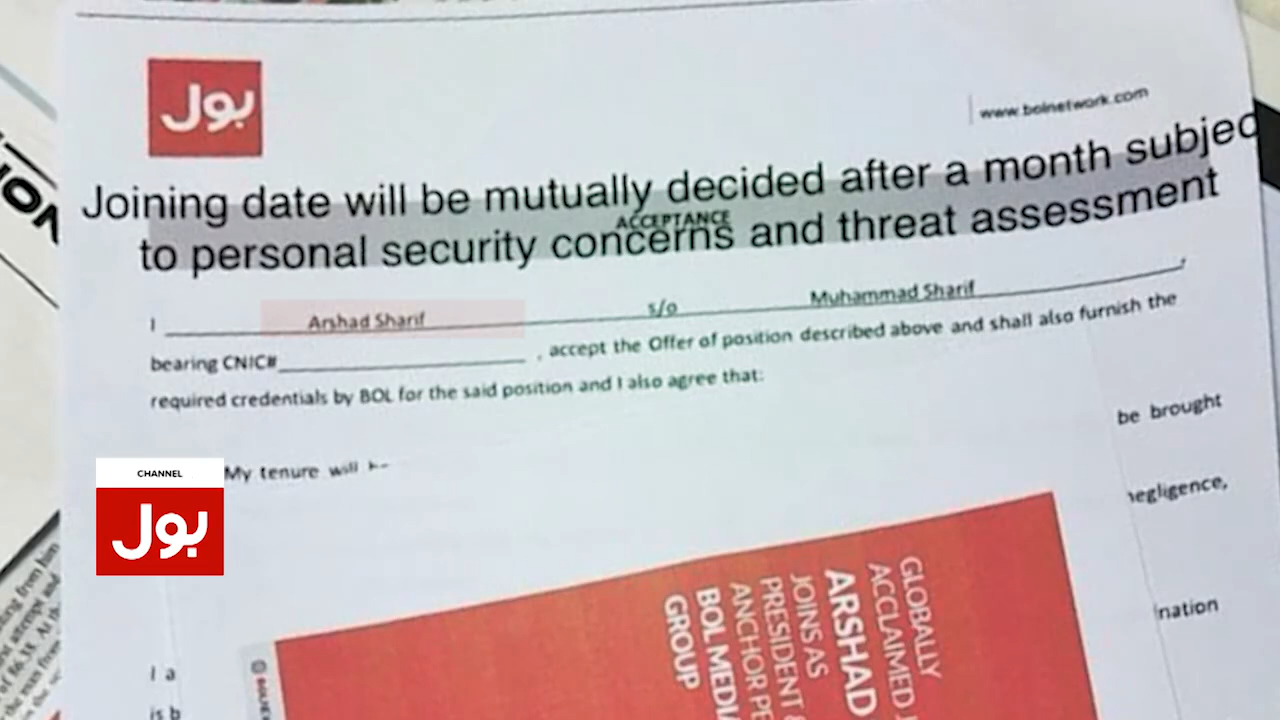 بول
www.bolnetwork.com
Joining date will be mutually decided after a month subjec
to personal security concerns and threat assessment
ACCEPTANCE
I Arshad Sharif s/o Muhammad Sharif,
bearing CNIC# , accept the Offer of position described above and shall also furnish the
required credentials by BOL for the said position and I also agree that:
be brought
My tenure will
CHANNEL
بول
negligence,
GLOBALLY
ACCLAIMED
ARSHAD
JOINS AS
PRESIDENT &
ANCHOR
BOL
GROUP
I a
is b